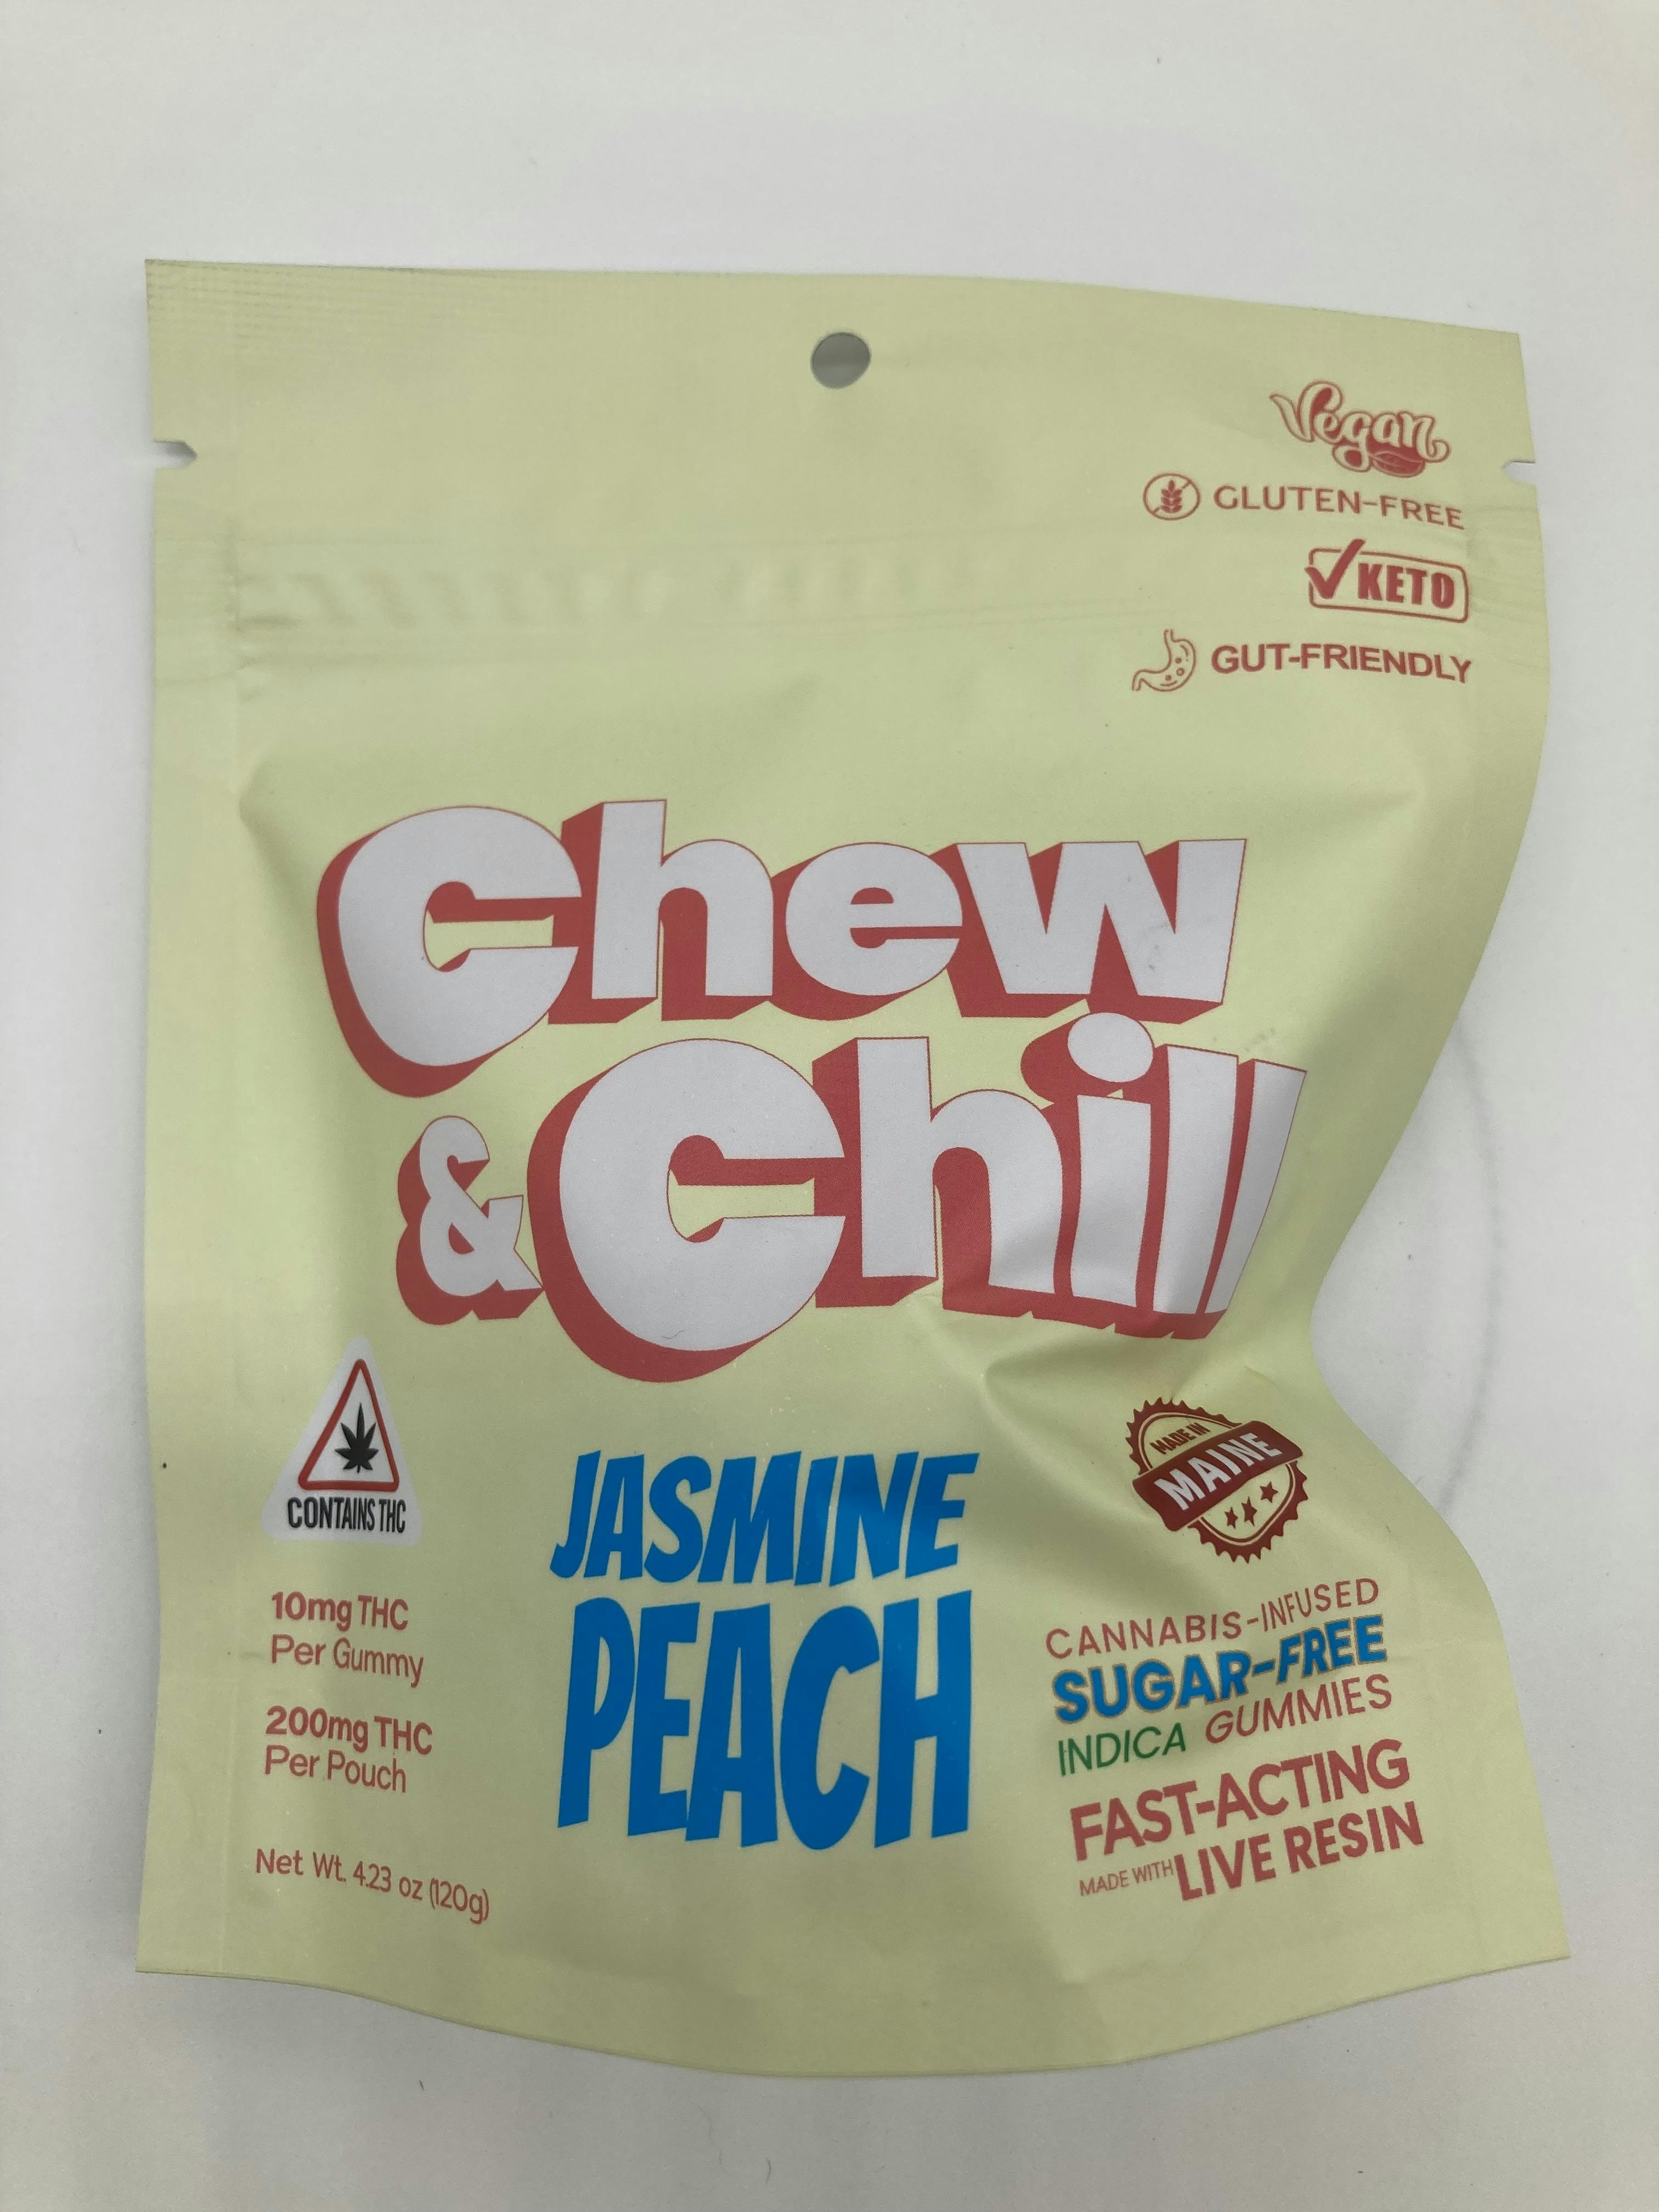 Vegan
GLUTEN-FREE
KETO
GUT-FRIENDLY
Chew
& Chill
CONTAINS THC
10mg THC
Per Gummy
200mg THC
Per Pouch
Net Wt. 4.23 oz (120g)
JASMINE
PEACH
MADE IN
MAINE
CANNABIS-INFUSED
SUGAR-FREE
INDICA GUMMIES
FAST-ACTING
MADE WITH LIVE RESIN